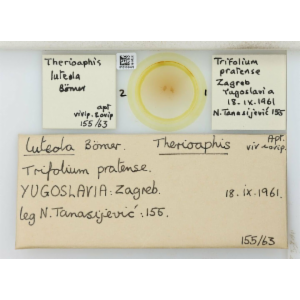 Therioaphis
luteola
Börner
apt
vivip. ♀ovip
155/63
2
1
Trifolium
pratense
Zagreb
Yugoslavia
18.ix.1961
N.Tanasijević 155
luteola Börner. Therioaphis Apt.
viv ♀ovip.
Trifolium pratense.
YUGOSLAVIA: Zagreb. 18.ix.1961.
leg N.Tanasijević: 155.
155/63